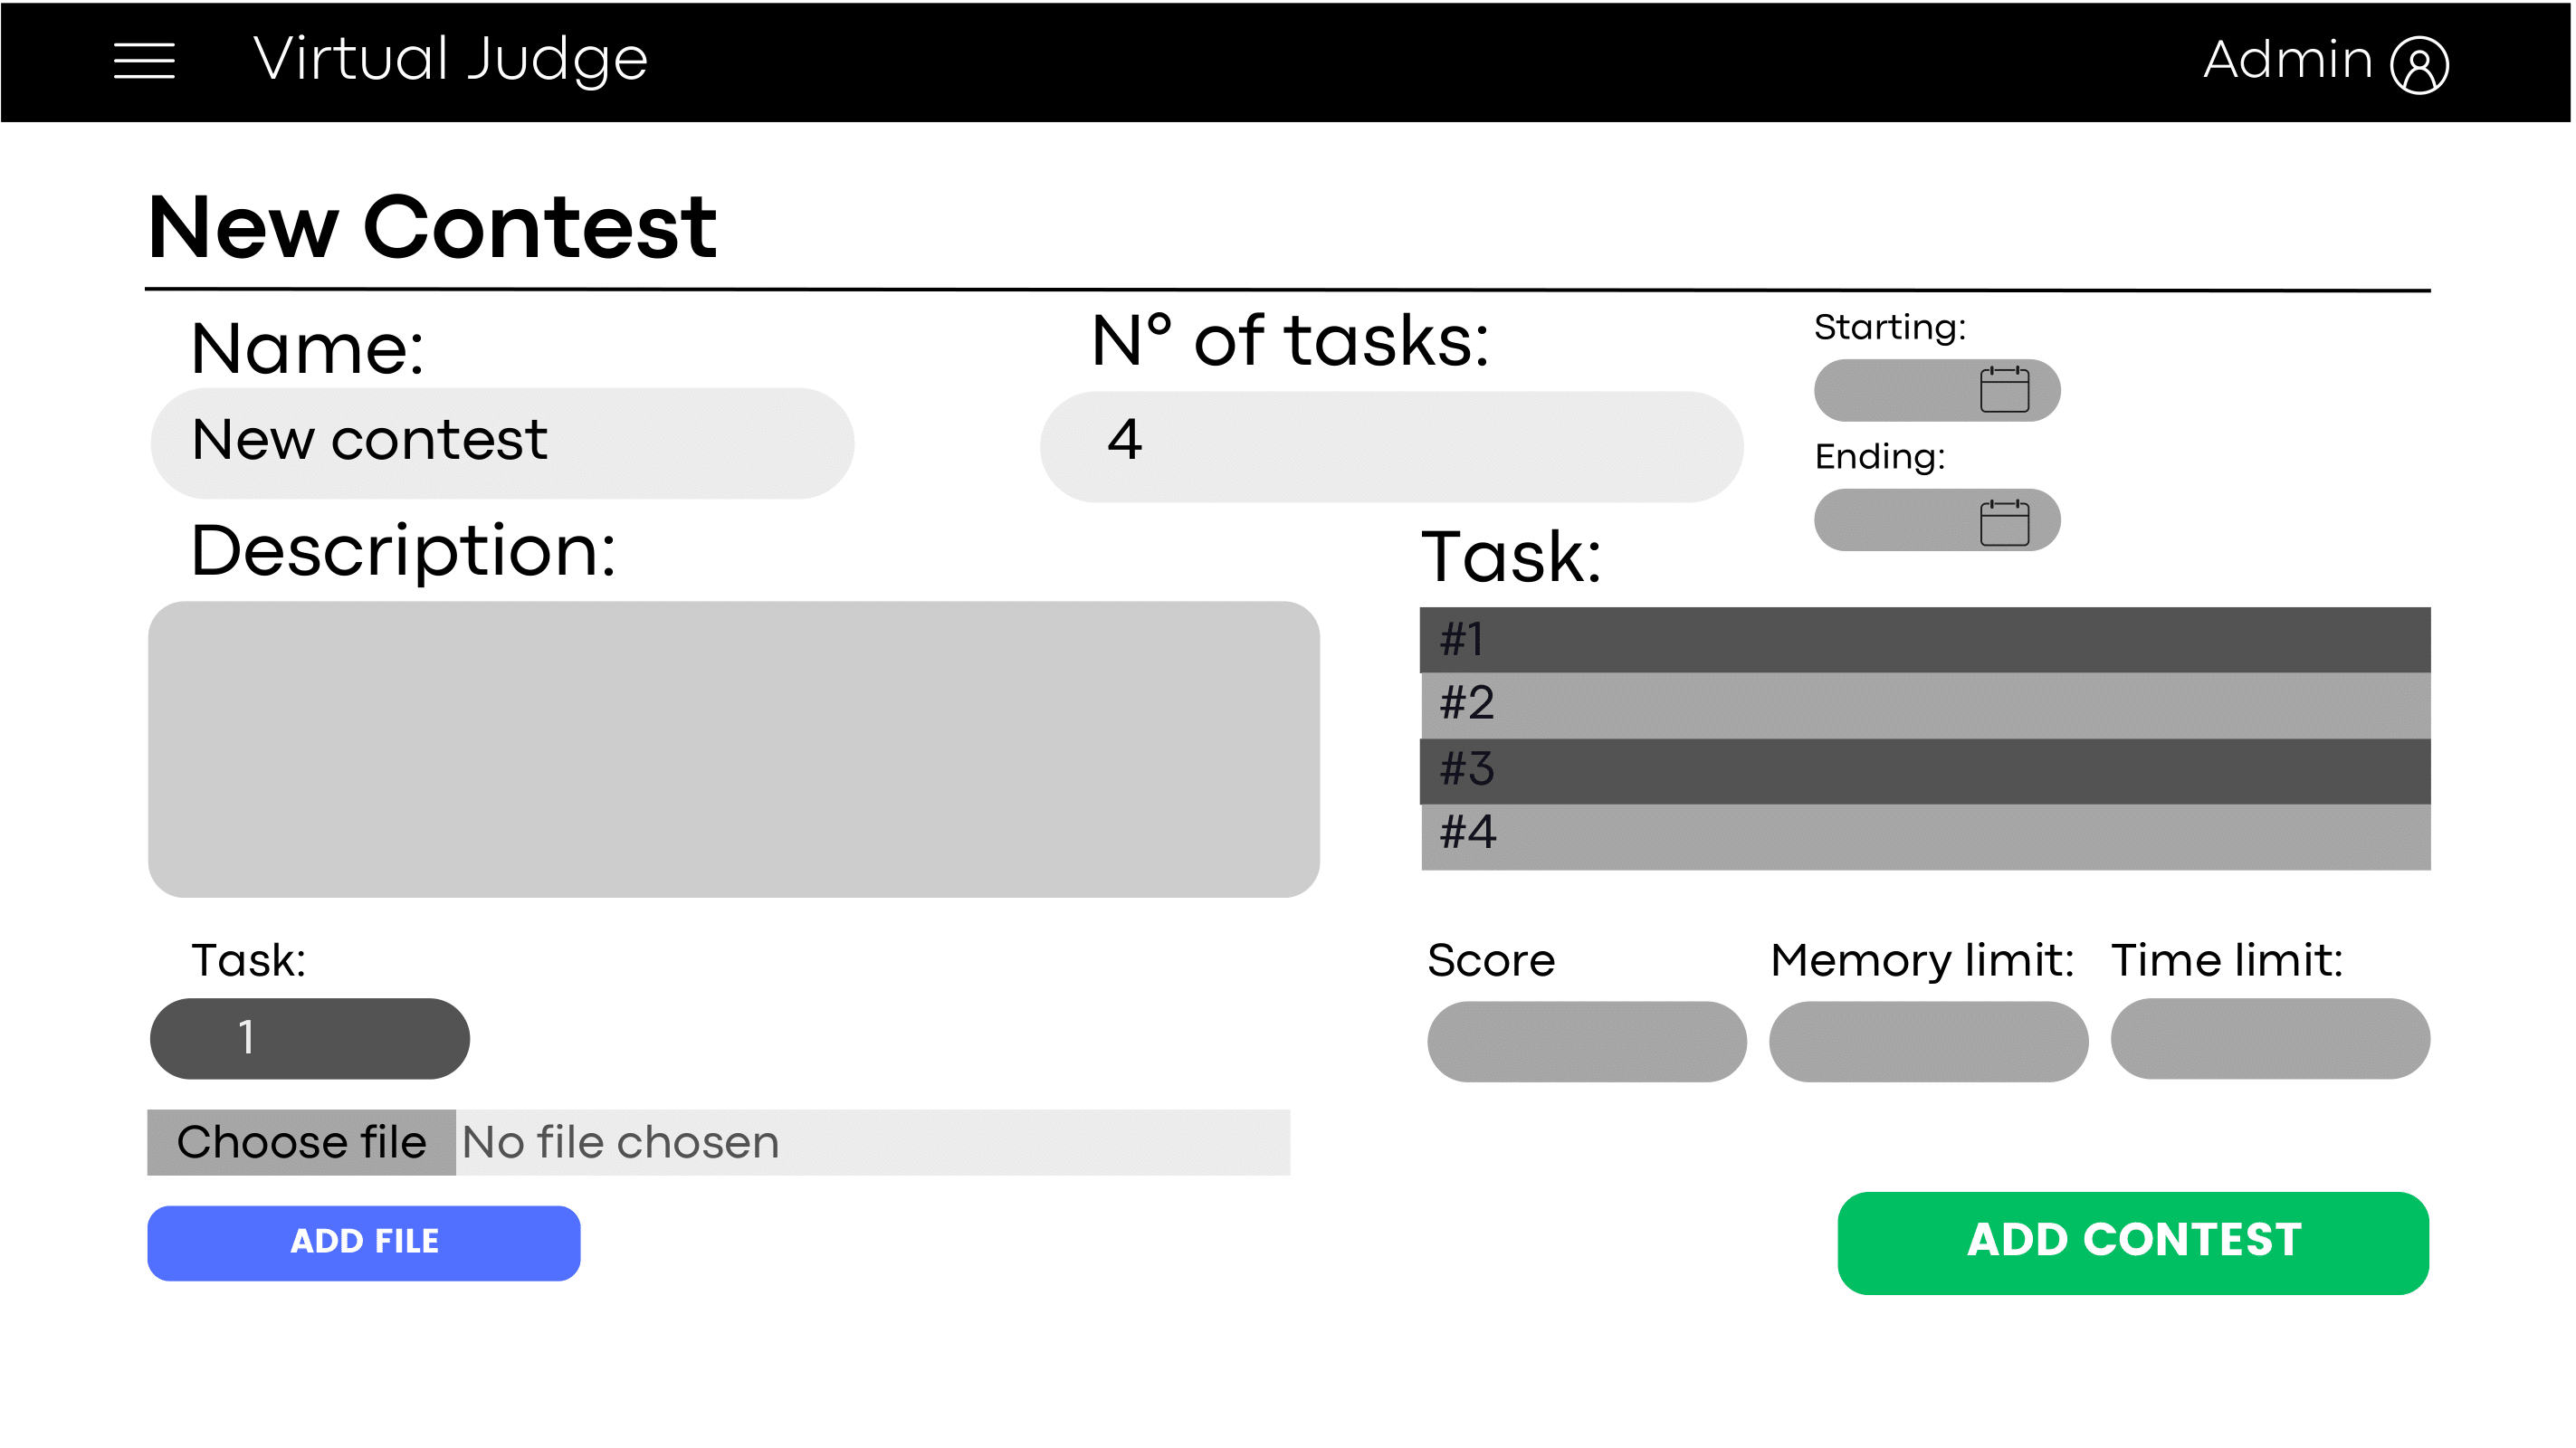 Virtual Judge
Admin
New Contest
Name:
New contest
N° of tasks:
4
Starting:
Ending:
Description:
Task:
#1
#2
#3
#4
Task:
1
Score
Memory limit:
Time limit:
Choose file
No file chosen
ADD FILE
ADD CONTEST